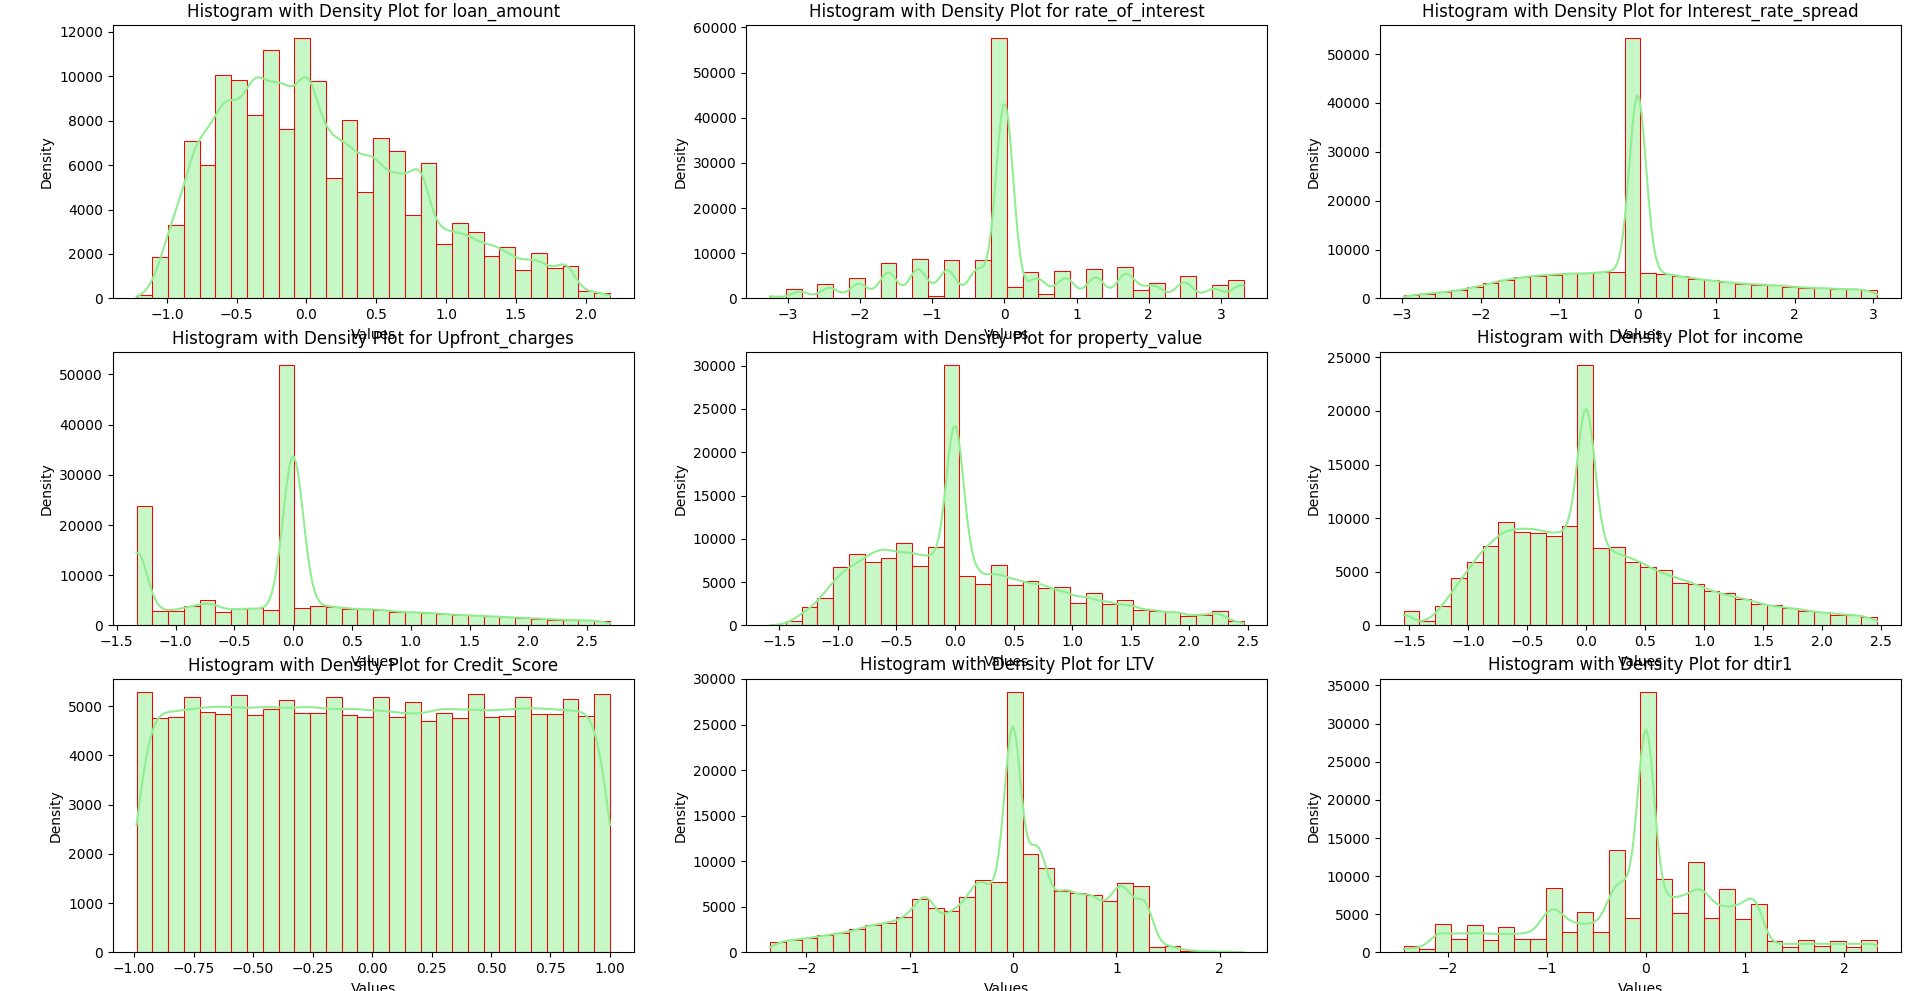 Histogram with Density Plot for loan_amount
12000
10000
8000
6000
4000
2000
0
Density
−1.0 −0.5 0.0 0.5 1.0 1.5 2.0
Values
Histogram with Density Plot for rate_of_interest
60000
50000
40000
30000
20000
10000
0
Density
−3 −2 −1 0 1 2 3
Values
Histogram with Density Plot for Interest_rate_spread
50000
40000
30000
20000
10000
0
Density
−3 −2 −1 0 1 2 3
Values
Histogram with Density Plot for Upfront_charges
50000
40000
30000
20000
10000
0
Density
−1.5 −1.0 −0.5 0.0 0.5 1.0 1.5 2.0 2.5
Values
Histogram with Density Plot for property_value
30000
25000
20000
15000
10000
5000
0
Density
−1.5 −1.0 −0.5 0.0 0.5 1.0 1.5 2.0 2.5
Values
Histogram with Density Plot for income
25000
20000
15000
10000
5000
0
Density
−1.5 −1.0 −0.5 0.0 0.5 1.0 1.5 2.0 2.5
Values
Histogram with Density Plot for Credit_Score
5000
4000
3000
2000
1000
0
Density
−1.00 −0.75 −0.50 −0.25 0.00 0.25 0.50 0.75 1.00
Values
Histogram with Density Plot for LTV
30000
25000
20000
15000
10000
5000
0
Density
−2 −1 0 1 2
Values
Histogram with Density Plot for dtir1
35000
30000
25000
20000
15000
10000
5000
0
Density
−2 −1 0 1 2
Values